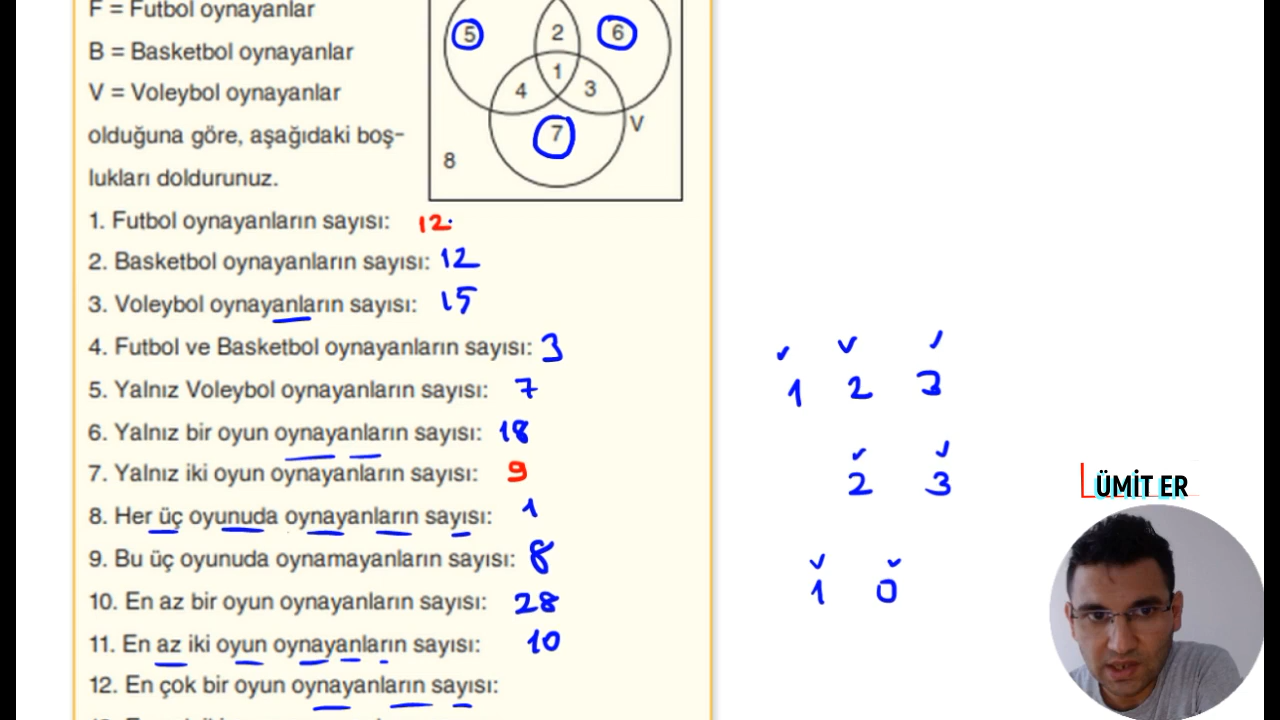 F = Futbol oynayanlar
B = Basketbol oynayanlar
V = Voleybol oynayanlar
olduğuna göre, aşağıdaki boş-
lukları doldurunuz.
5 2 6
1
4 3
7
V
8
1. Futbol oynayanların sayısı: 12
2. Basketbol oynayanların sayısı: 12
3. Voleybol oynayanların sayısı: 15
4. Futbol ve Basketbol oynayanların sayısı: 3
5. Yalnız Voleybol oynayanların sayısı: 7
6. Yalnız bir oyun oynayanların sayısı: 18
7. Yalnız iki oyun oynayanların sayısı: 9
8. Her üç oyunuda oynayanların sayısı: 1
9. Bu üç oyunuda oynamayanların sayısı: 8
10. En az bir oyun oynayanların sayısı: 28
11. En az iki oyun oynayanların sayısı: 10
12. En çok bir oyun oynayanların sayısı:
1 2 3
2 3
1 0
ÜMİT ER